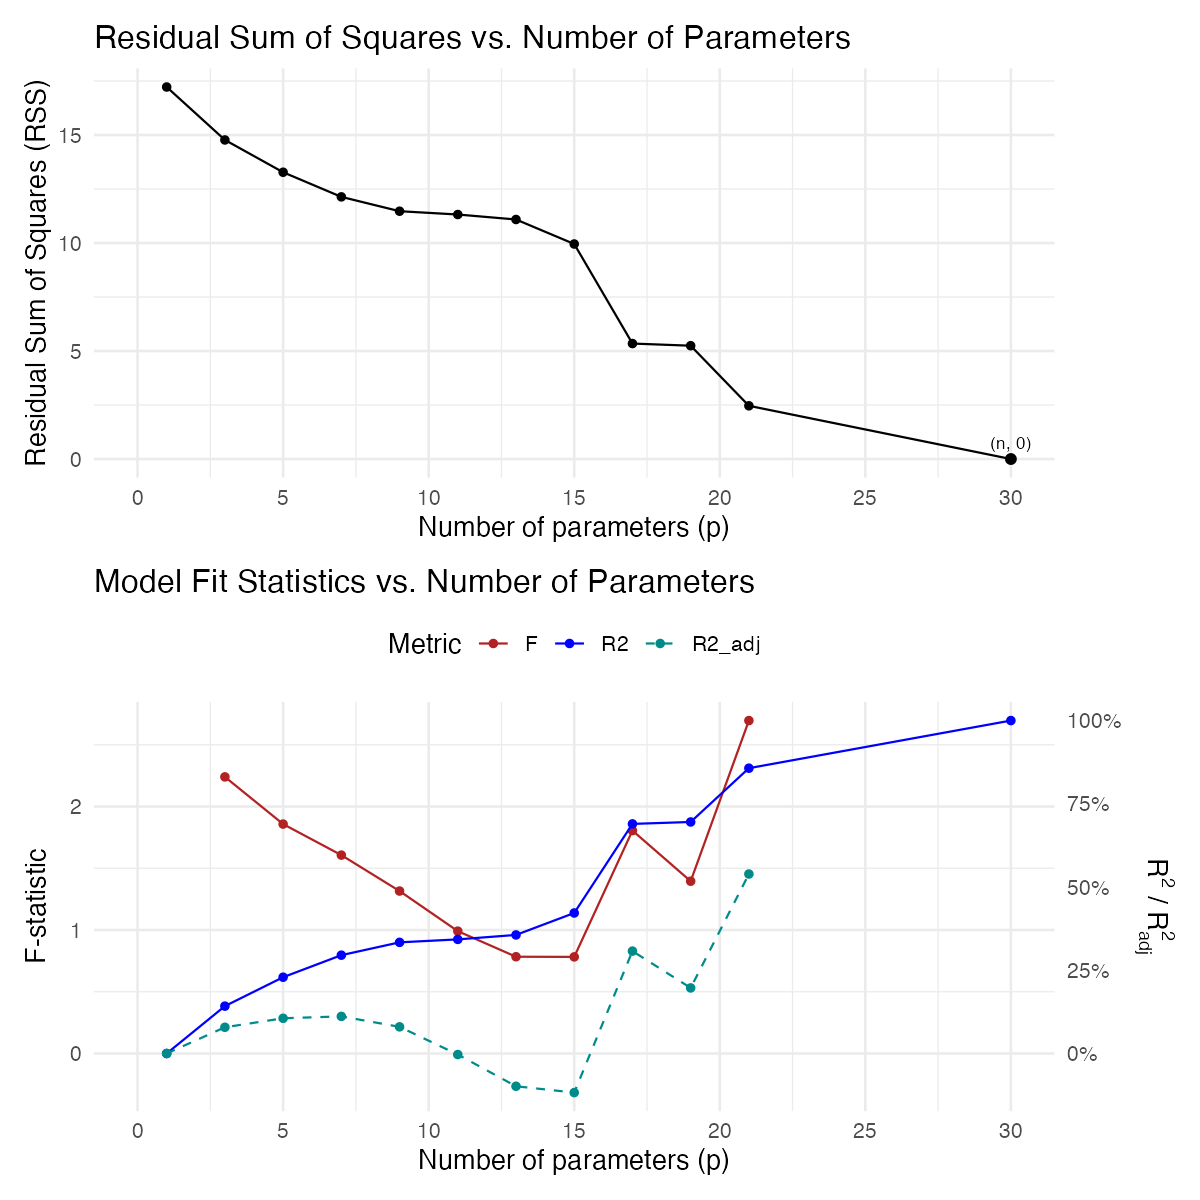 Residual Sum of Squares vs. Number of Parameters
Residual Sum of Squares (RSS)
15
10
5
0
(n, 0)
0 5 10 15 20 25 30
Number of parameters (p)
Model Fit Statistics vs. Number of Parameters
Metric F R2 R2_adj
F-statistic
2
1
0
100%
75%
50%
25%
0%
R² / R²adj
0 5 10 15 20 25 30
Number of parameters (p)